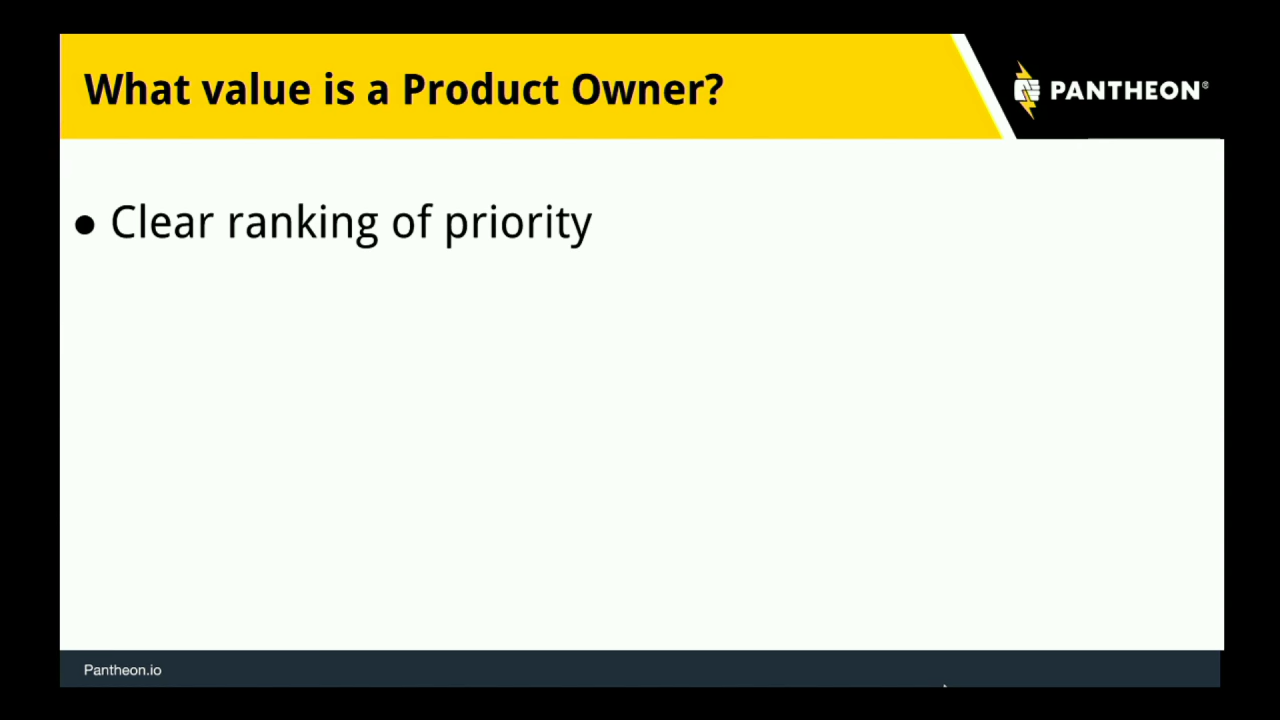 What value is a Product Owner?
PANTHEON®
● Clear ranking of priority
Pantheon.io